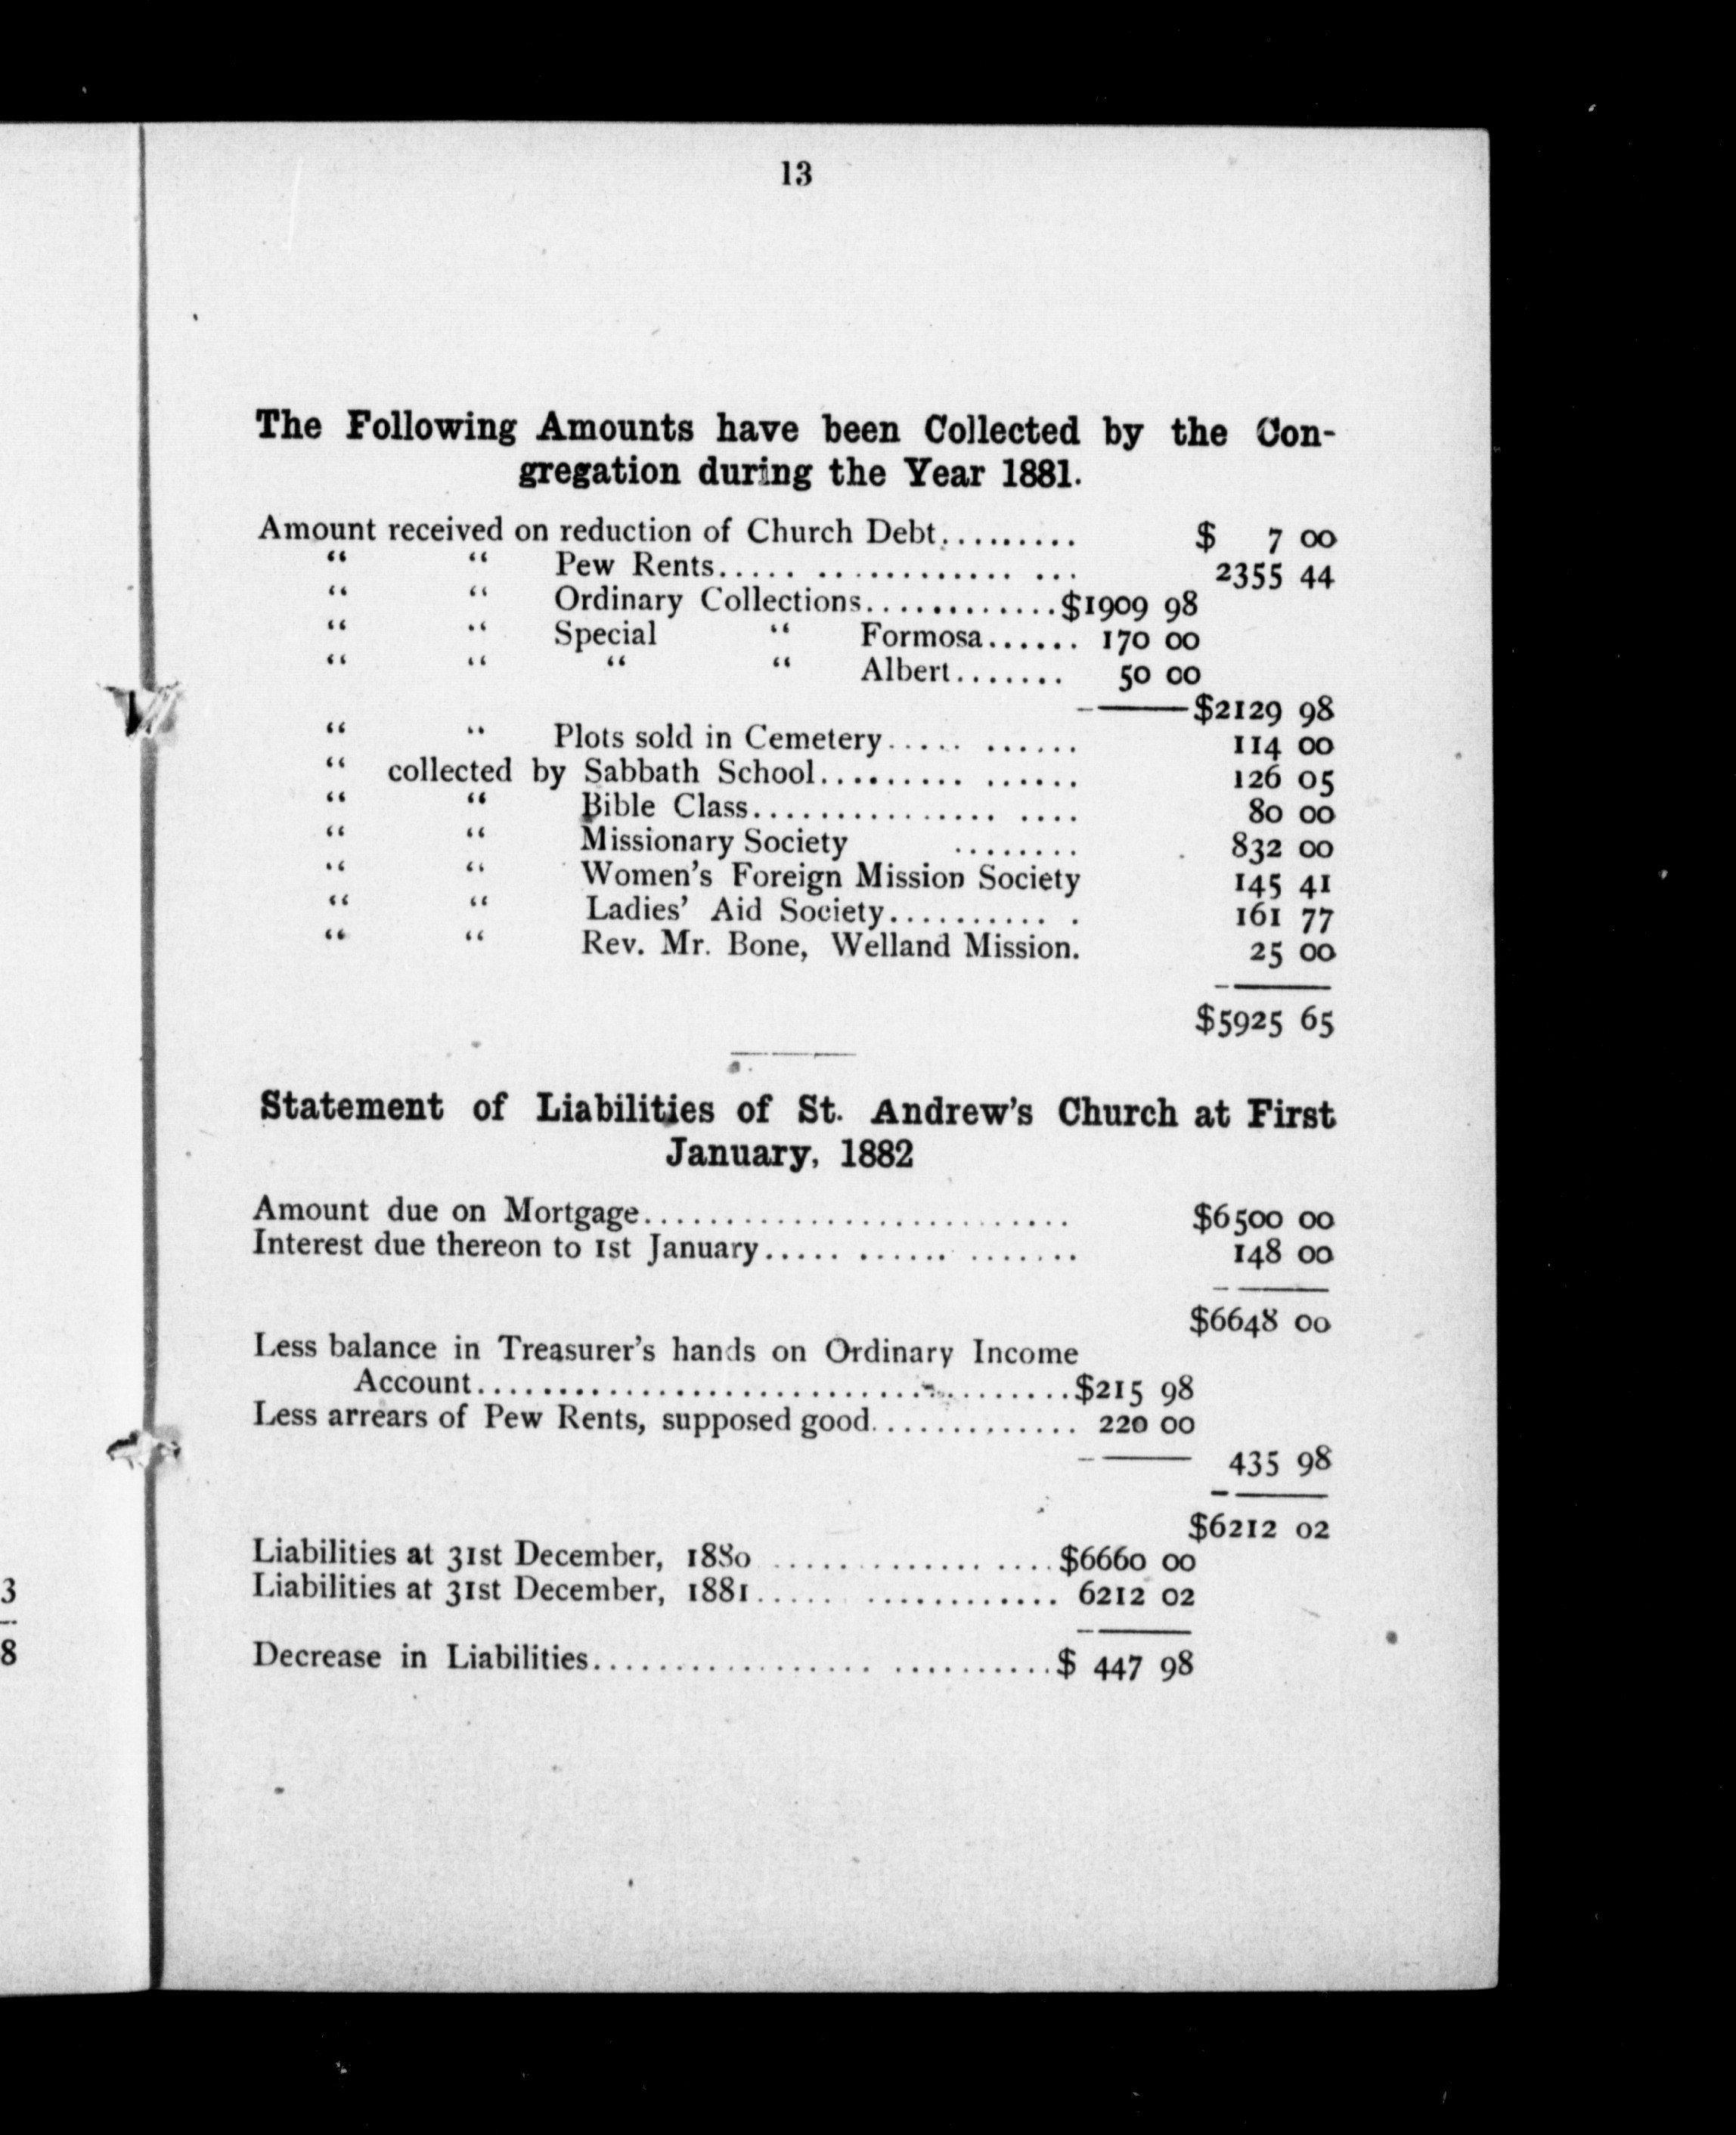 13
The Following Amounts have been Collected by the Con-
gregation during the Year 1881.
Amount received on reduction of Church Debt......... $ 7 00
“ “ Pew Rents..... ............ ... 2355 44
“ “ Ordinary Collections............$1909 98
“ “ Special “ Formosa...... 170 00
“ “ “ “ Albert....... 50 00
$2129 98
“ “ Plots sold in Cemetery..... ...... 114 00
“ collected by Sabbath School.......... ...... 126 05
“ “ Bible Class................ .... 80 00
“ “ Missionary Society ........ 832 00
“ “ Women's Foreign Mission Society 145 41
“ “ Ladies' Aid Society.......... . 161 77
“ “ Rev. Mr. Bone, Welland Mission. 25 00
$5925 65
Statement of Liabilities of St. Andrew's Church at First
January, 1882
Amount due on Mortgage.......................... $6500 00
Interest due thereon to 1st January..... ...... ....... 148 00
$6648 00
Less balance in Treasurer's hands on Ordinary Income
Account....................................$215 98
Less arrears of Pew Rents, supposed good............. 220 00
435 98
$6212 02
Liabilities at 31st December, 1880 ................. ....$6660 00
Liabilities at 31st December, 1881..... ............ 6212 02
Decrease in Liabilities................. ..........$ 447 98
3
8